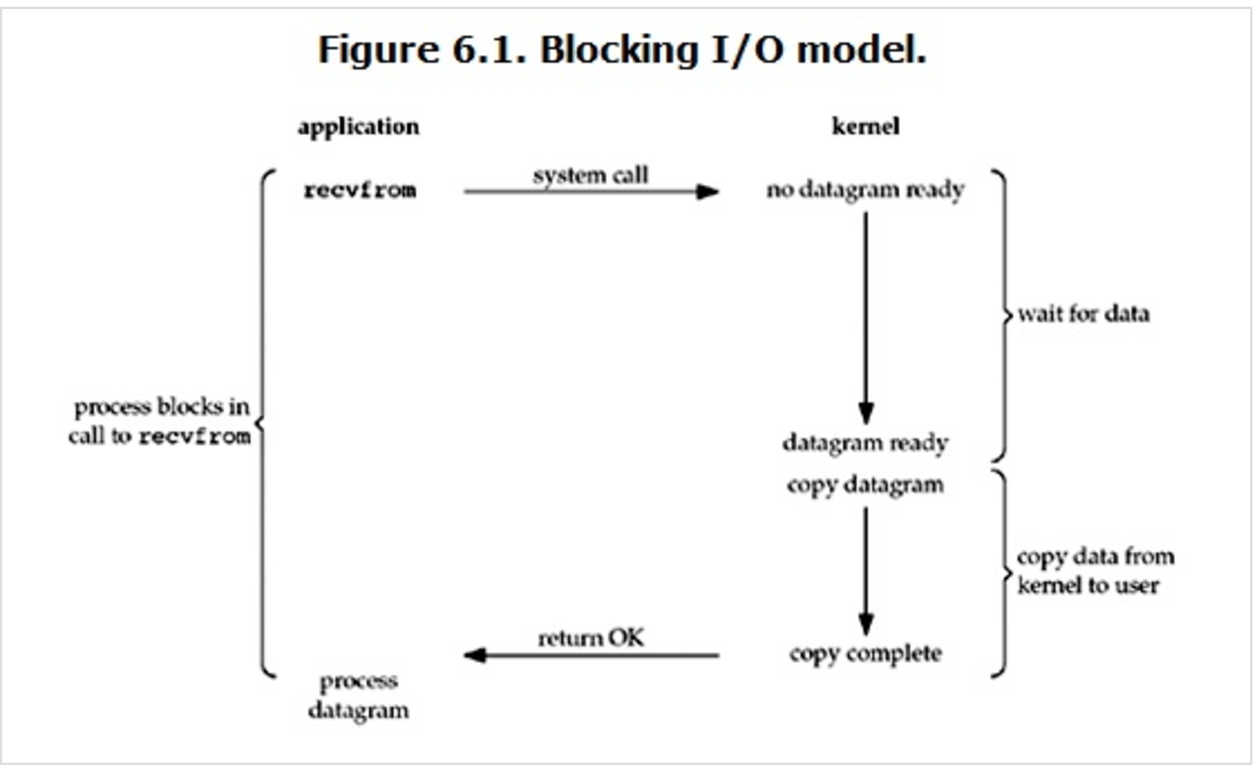 Figure 6.1. Blocking I/O model.
application
kernel
recvfrom
system call
no datagram ready
wait for data
process blocks in
call to recvfrom
datagram ready
copy datagram
copy data from
kernel to user
return OK
copy complete
process
datagram